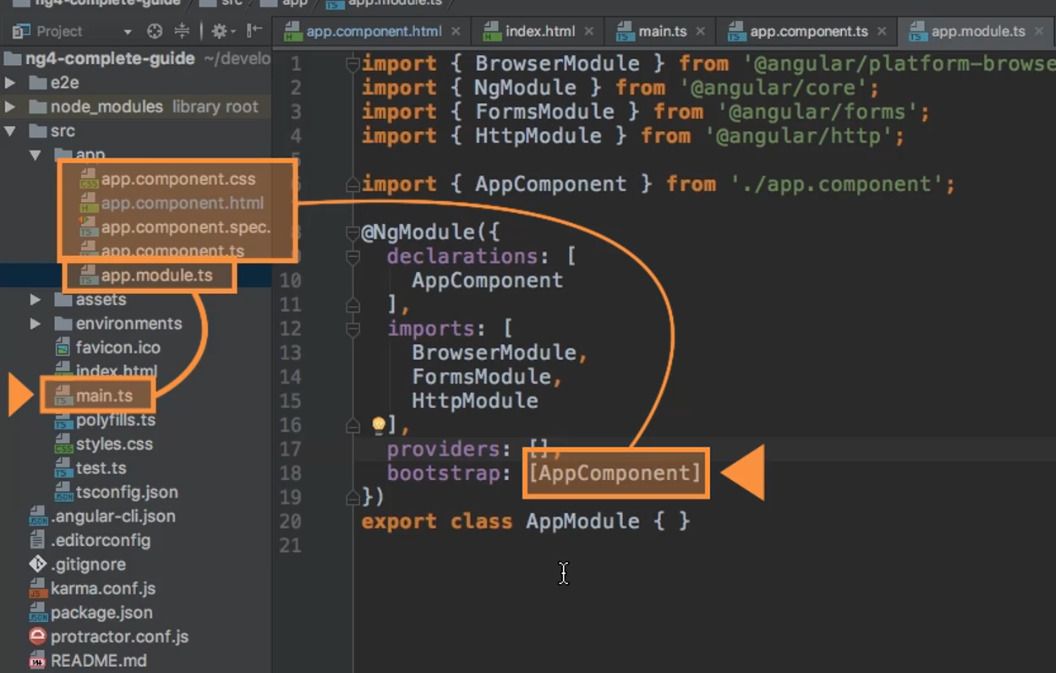 ng4-complete-guide src app app.module.ts
Project
app.component.html
index.html
main.ts
app.component.ts
app.module.ts
ng4-complete-guide ~/develo
e2e
node_modules library root
src
app
app.component.css
app.component.html
app.component.spec.
app.component.ts
app.module.ts
assets
environments
favicon.ico
index.html
main.ts
polyfills.ts
styles.css
test.ts
tsconfig.json
.angular-cli.json
.editorconfig
.gitignore
karma.conf.js
package.json
protractor.conf.js
README.md
1 import { BrowserModule } from '@angular/platform-browse
2 import { NgModule } from '@angular/core';
3 import { FormsModule } from '@angular/forms';
4 import { HttpModule } from '@angular/http';
5
6 import { AppComponent } from './app.component';
8 @NgModule({
9 declarations: [
10 AppComponent
11 ],
12 imports: [
13 BrowserModule,
14 FormsModule,
15 HttpModule
16 ],
17 providers: [],
18 bootstrap: [AppComponent]
19 })
20 export class AppModule { }
21